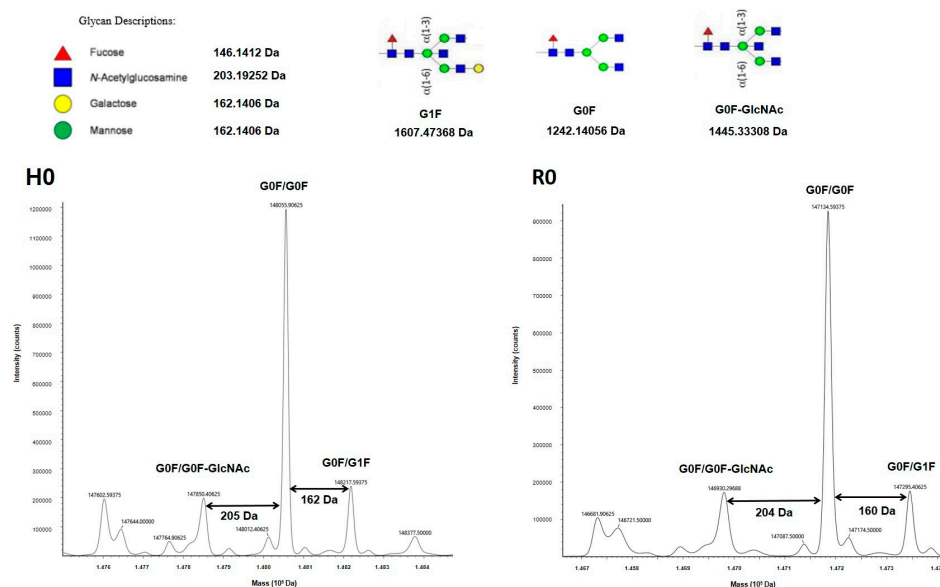 Glycan Descriptions:
Fucose 146.1412 Da
N-Acetylglucosamine 203.19252 Da
Galactose 162.1406 Da
Mannose 162.1406 Da
α(1-3)
α(1-6)
G1F
1607.47368 Da
G0F
1242.14056 Da
α(1-3)
α(1-6)
G0F-GlcNAc
1445.33308 Da
H0
G0F/G0F
148055.90625
1200000
1100000
1000000
900000
800000
700000
600000
500000
400000
300000
200000
100000
Intensity (counts)
G0F/G0F-GlcNAc
G0F/G1F
147602.59375
147644.00000
147764.90625
147850.40625
205 Da
148012.40625
162 Da
148217.59375
148377.50000
1.476 1.477 1.478 1.479 1.480 1.481 1.482 1.483 1.484
Mass (10⁵ Da)
R0
G0F/G0F
147134.59375
900000
800000
700000
600000
500000
400000
300000
200000
100000
Intensity (counts)
G0F/G0F-GlcNAc
G0F/G1F
146681.90625
146721.50000
146930.29688
204 Da
147087.50000
147174.50000
160 Da
147295.40625
1.467 1.468 1.469 1.470 1.471 1.472 1.473
Mass (10⁵ Da)